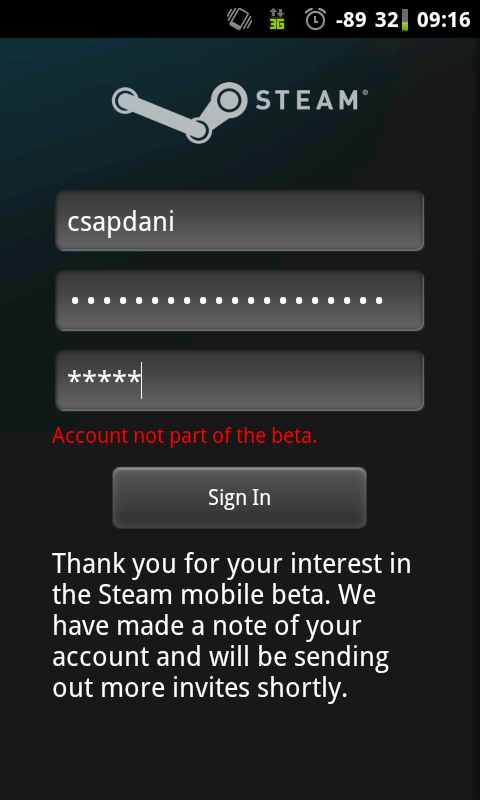 3G -89 32 09:16
STEAM®
csapdani
•••••••••••••••••••
*****
Account not part of the beta.
Sign In
Thank you for your interest in
the Steam mobile beta. We
have made a note of your
account and will be sending
out more invites shortly.